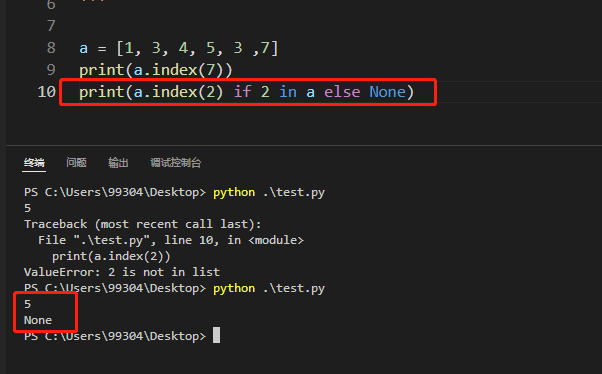 6
'''
7
8 a = [1, 3, 4, 5, 3 ,7]
9 print(a.index(7))
10 print(a.index(2) if 2 in a else None)
终端 问题 输出 调试控制台
PS C:\Users\99304\Desktop> python .\test.py
5
Traceback (most recent call last):
  File ".\test.py", line 10, in <module>
    print(a.index(2))
ValueError: 2 is not in list
PS C:\Users\99304\Desktop> python .\test.py
5
None
PS C:\Users\99304\Desktop>